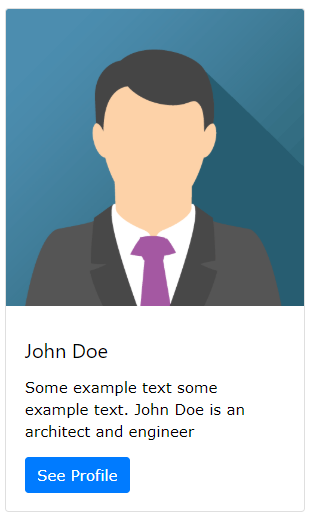 John Doe
Some example text some
example text. John Doe is an
architect and engineer
See Profile